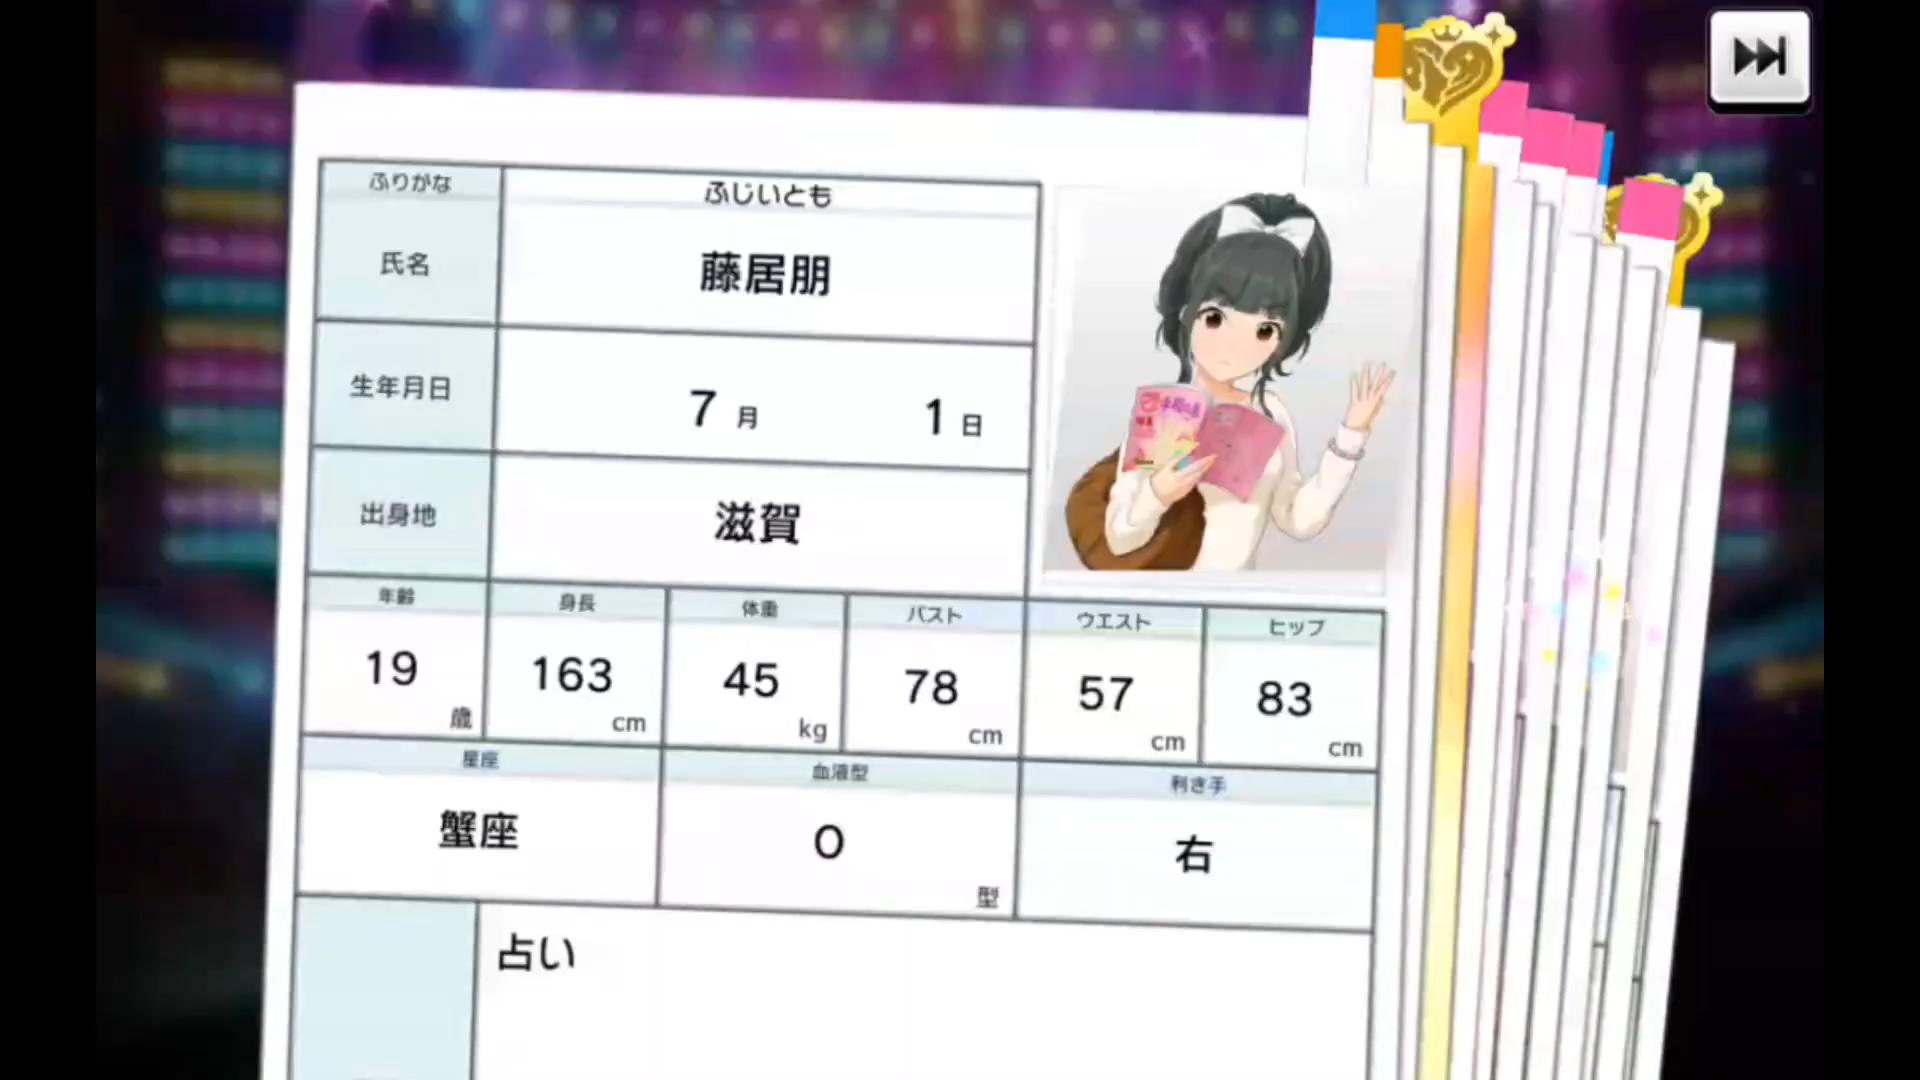 ふりがな
ふじいとも
氏名
藤居朋
生年月日
7 月 1 日
出身地
滋賀
年齢 身長 体重 バスト ウエスト ヒップ
19 歳 163 cm 45 kg 78 cm 57 cm 83 cm
星座 血液型 利き手
蟹座 O 型 右
占い